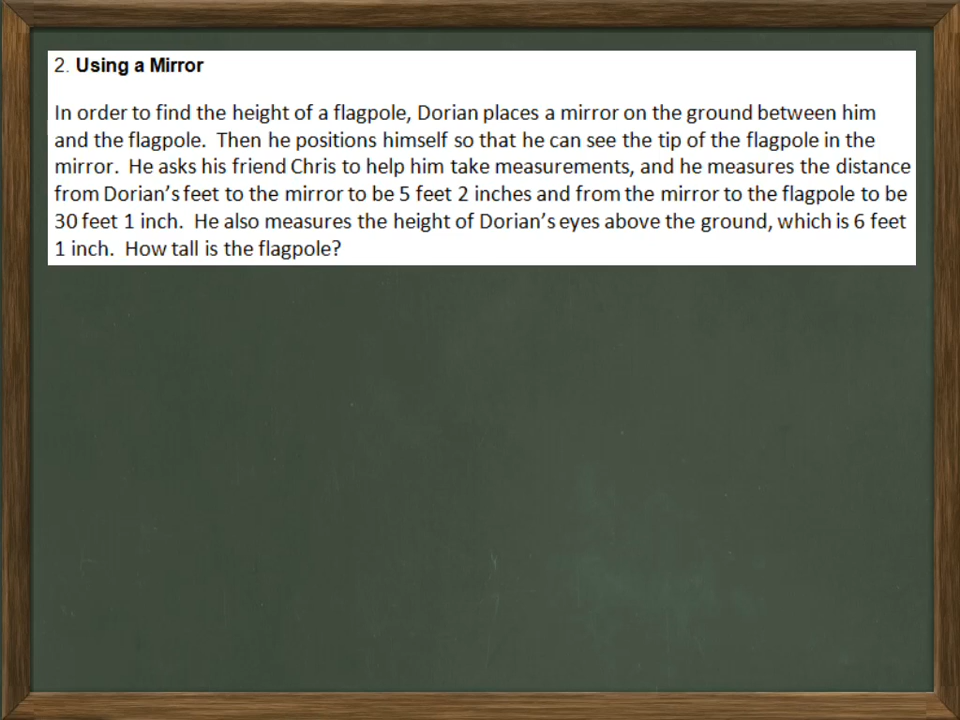 2. Using a Mirror
In order to find the height of a flagpole, Dorian places a mirror on the ground between him
and the flagpole. Then he positions himself so that he can see the tip of the flagpole in the
mirror. He asks his friend Chris to help him take measurements, and he measures the distance
from Dorian's feet to the mirror to be 5 feet 2 inches and from the mirror to the flagpole to be
30 feet 1 inch. He also measures the height of Dorian's eyes above the ground, which is 6 feet
1 inch. How tall is the flagpole?